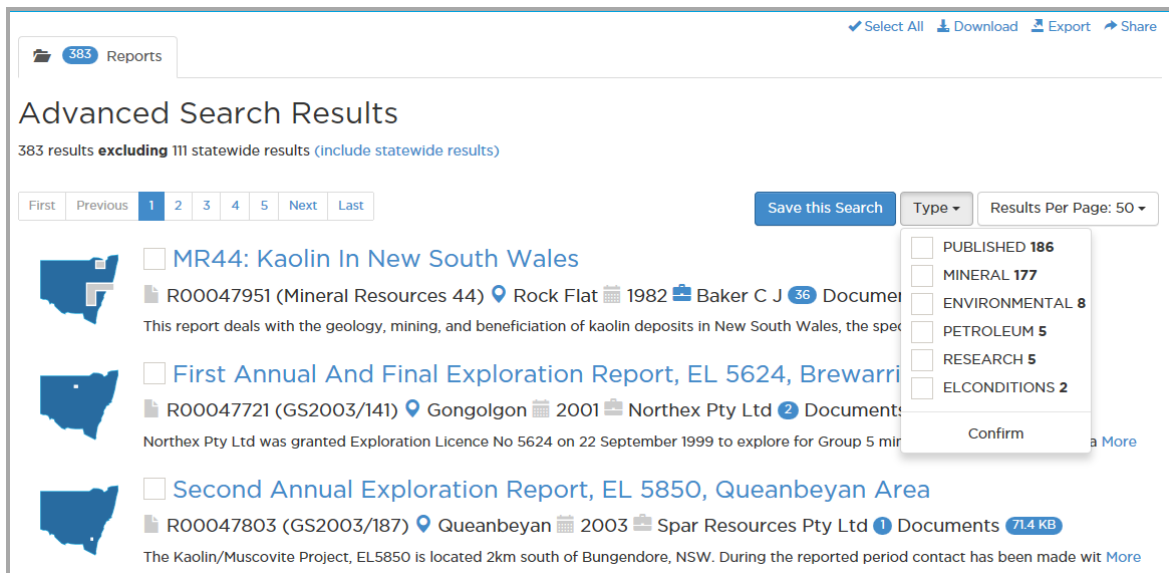 Select All Download Export Share
383 Reports
Advanced Search Results
383 results excluding 111 statewide results (include statewide results)
First Previous 1 2 3 4 5 Next Last Save this Search Type Results Per Page: 50
PUBLISHED 186
MINERAL 177
ENVIRONMENTAL 8
PETROLEUM 5
RESEARCH 5
ELCONDITIONS 2
Confirm
MR44: Kaolin In New South Wales
R00047951 (Mineral Resources 44) Rock Flat 1982 Baker C J 36
This report deals with the geology, mining, and beneficiation of kaolin deposits in New South Wales, the
First Annual And Final Exploration Report, EL 5624,
R00047721 (GS2003/141) Gongolgon 2001 Northex Pty Ltd 2 Documents
Northex Pty Ltd was granted Exploration Licence No 5624 on 22 September 1999 to explore for Group 5 a More
Second Annual Exploration Report, EL 5850, Queanbeyan Area
R00047803 (GS2003/187) Queanbeyan 2003 Spar Resources Pty Ltd 1 Documents 71.4 KB
The Kaolin/Muscovite Project, EL5850 is located 2km south of Bungendore, NSW. During the reported period contact has been made wit More